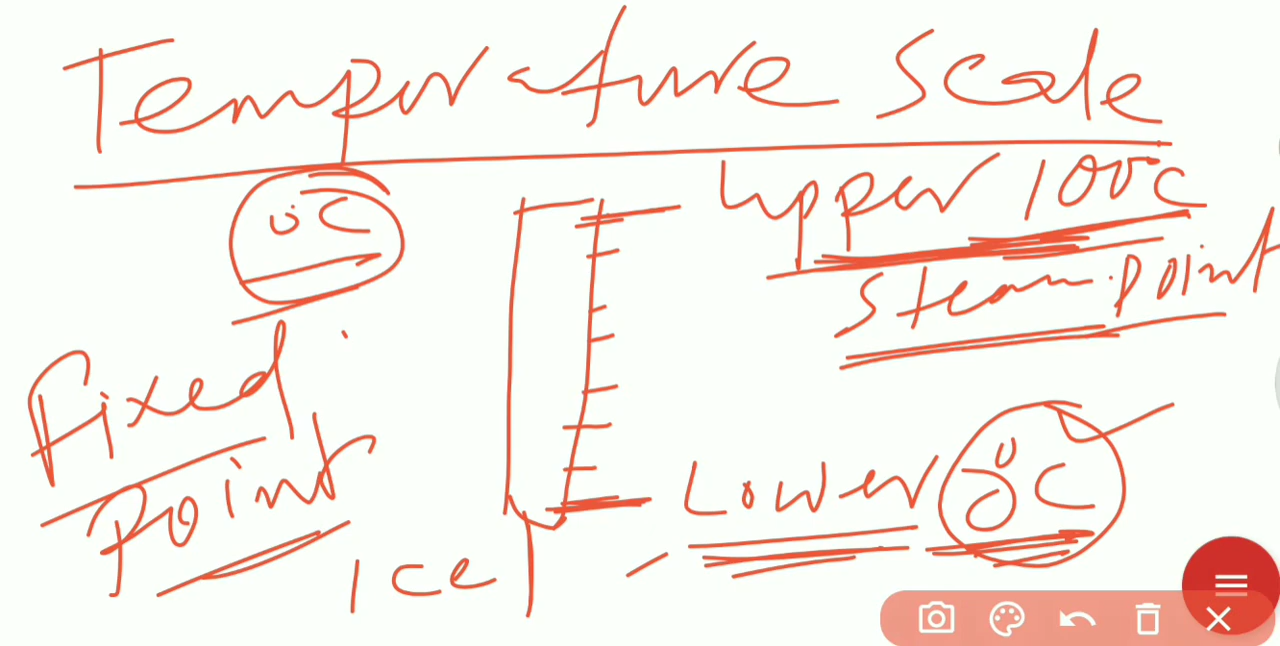 Temperature Scale
0°C
Upper 100°C
Steam Point
Fixed
Point
Lower 0°C
Ice